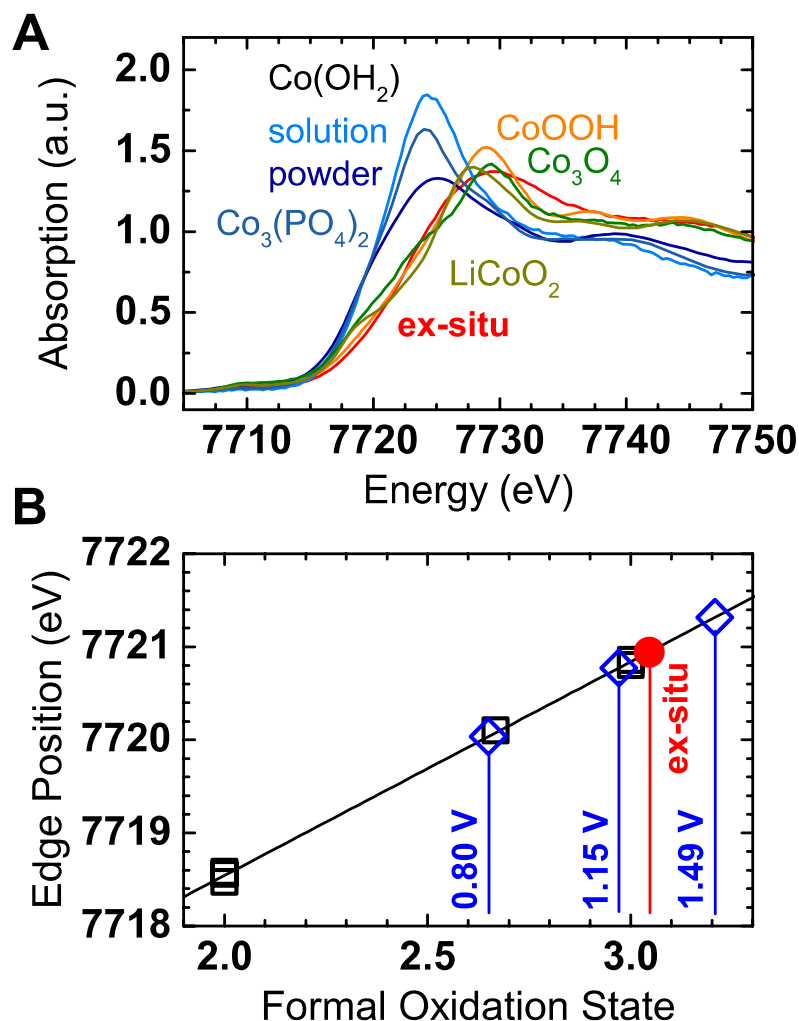 A
Absorption (a.u.)
2.0
1.5
1.0
0.5
0.0
Co(OH₂)
solution
powder
Co₃(PO₄)₂
CoOOH
Co₃O₄
LiCoO₂
ex-situ
7710 7720 7730 7740 7750
Energy (eV)
B
Edge Position (eV)
7722
7721
7720
7719
7718
0.80 V
1.15 V
ex-situ
1.49 V
2.0 2.5 3.0
Formal Oxidation State